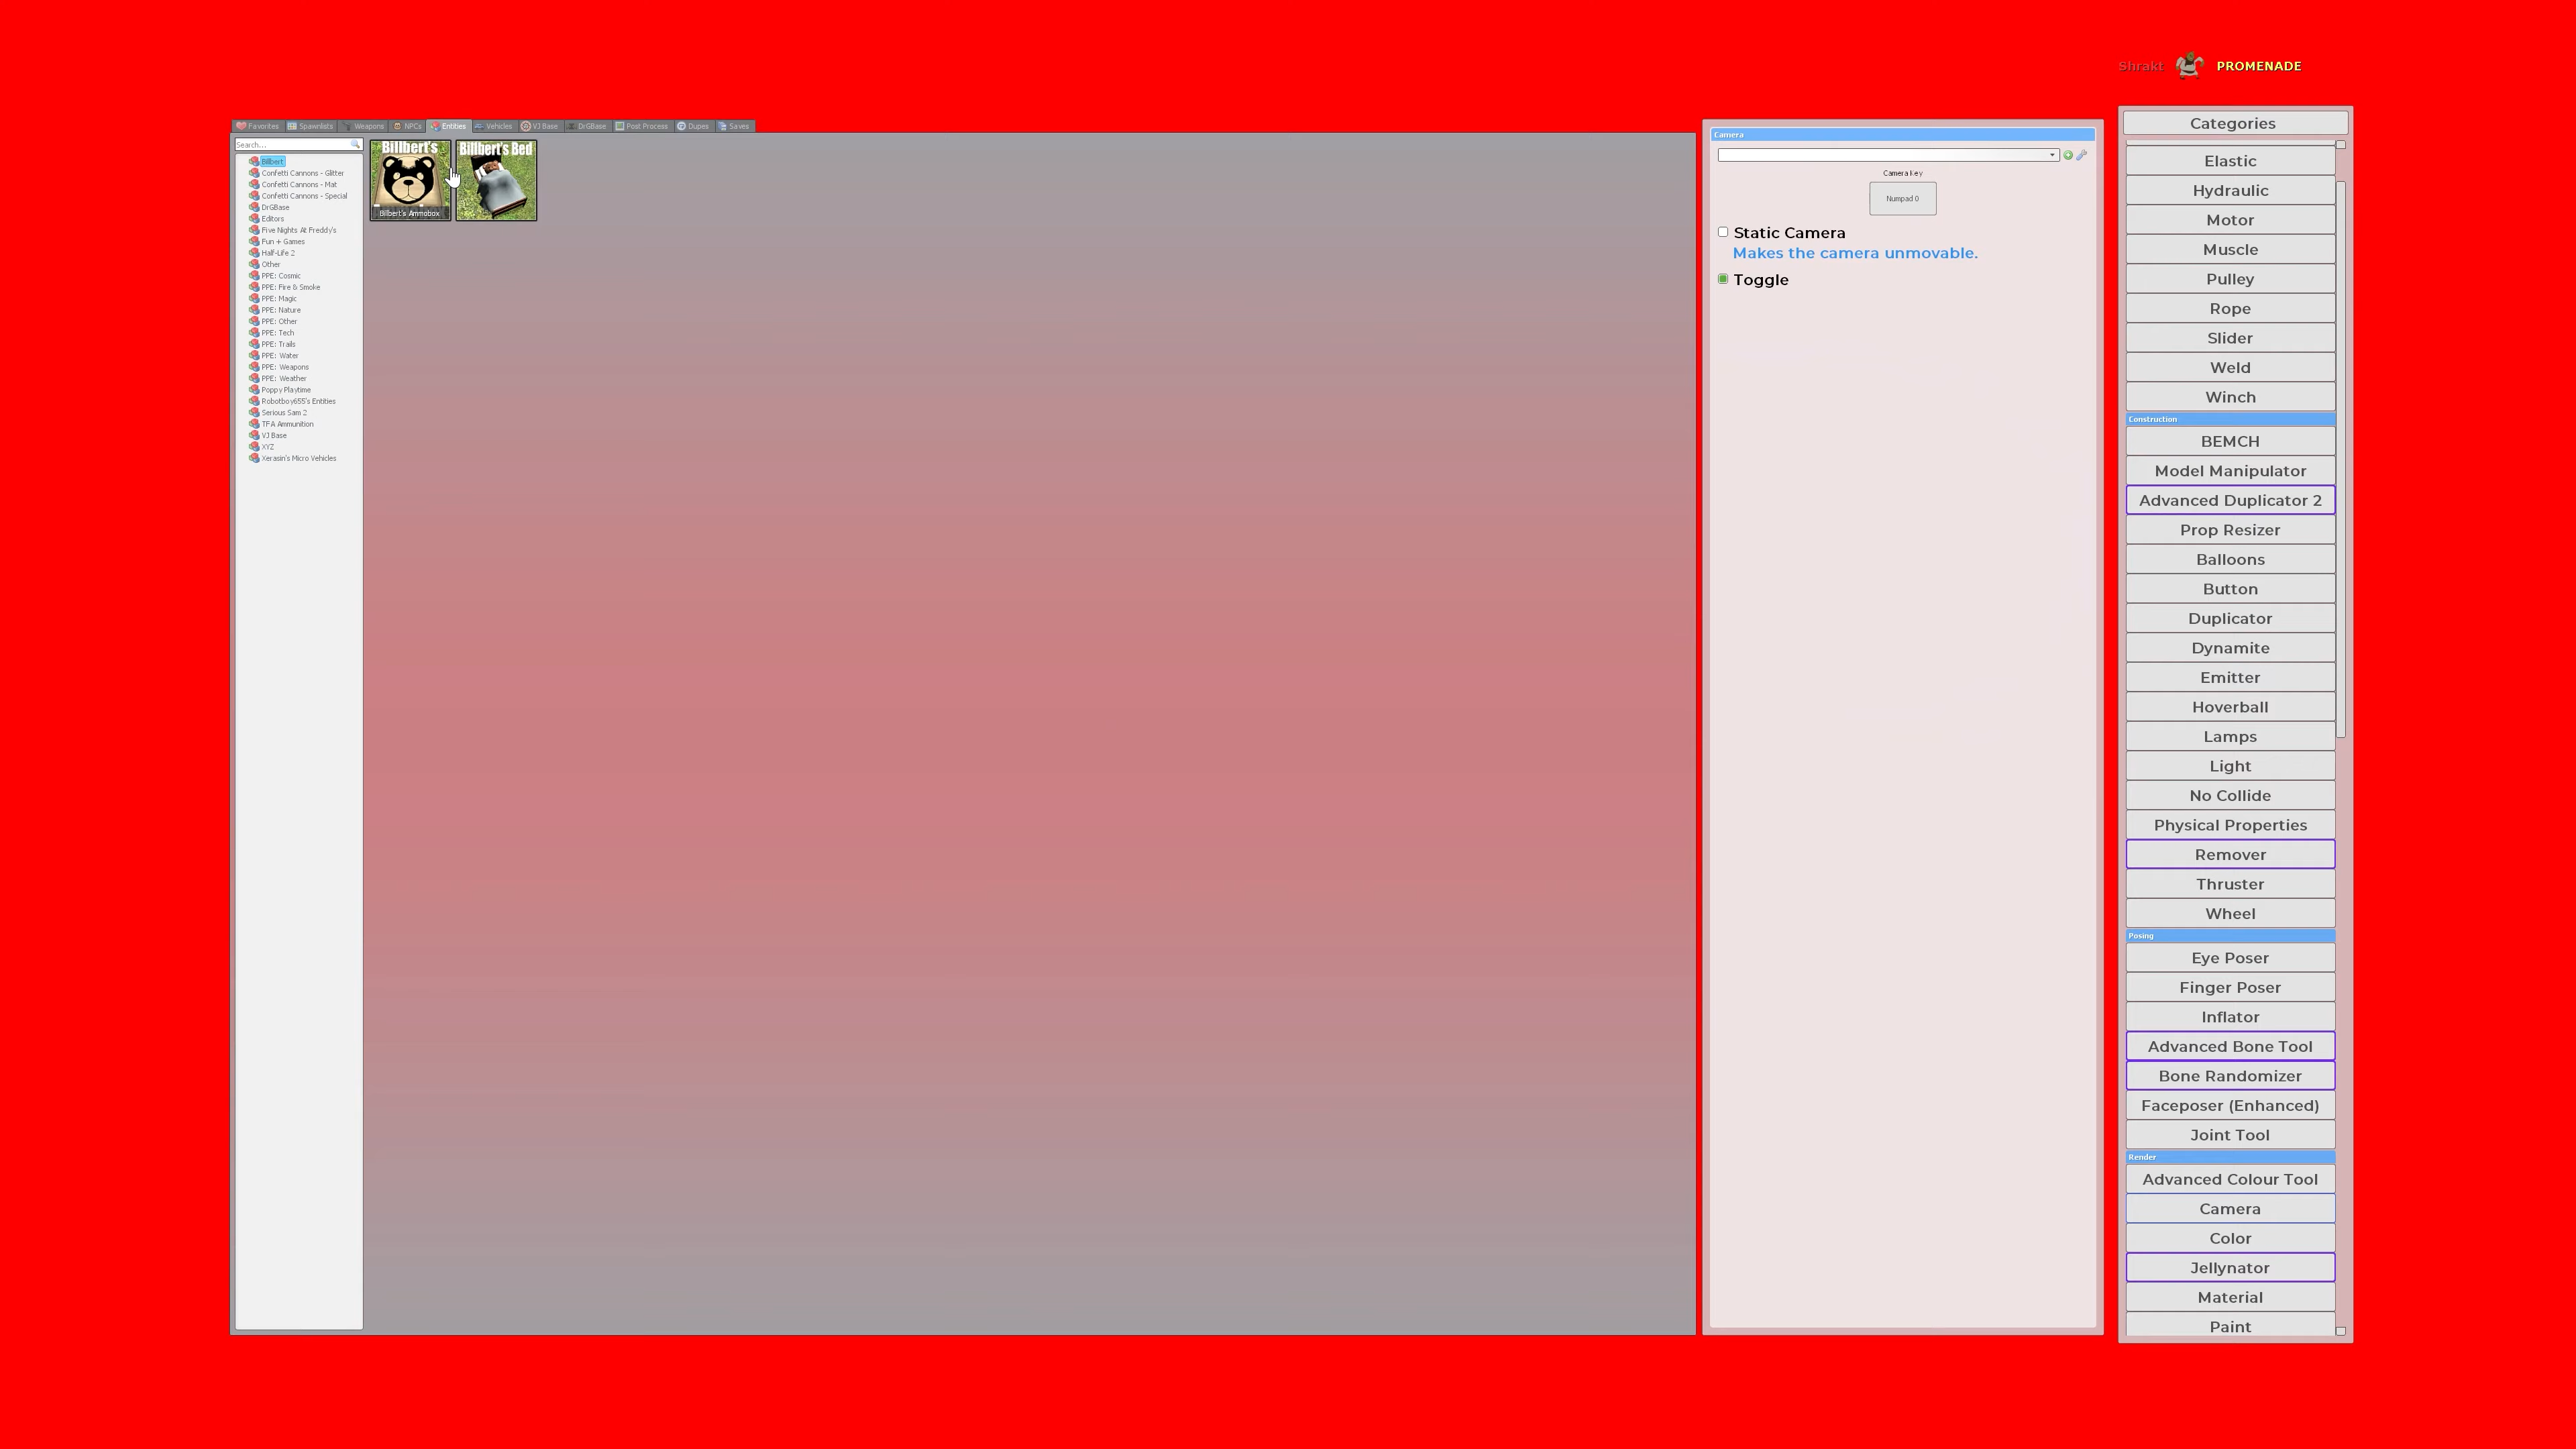 Shrakt PROMENADE
Favorites Spawnlists Weapons NPCs Entities Vehicles VJ Base DrGBase Post Process Dupes Saves
Search...
Billbert
Confetti Cannons - Glitter
Confetti Cannons - Mat
Confetti Cannons - Special
DrGBase
Editors
Five Nights At Freddy's
Fun + Games
Half-Life 2
Other
PPE: Cosmic
PPE: Fire & Smoke
PPE: Magic
PPE: Nature
PPE: Other
PPE: Tech
PPE: Trails
PPE: Water
PPE: Weapons
PPE: Weather
Poppy Playtime
Robotboy655's Entities
Serious Sam 2
TFA Ammunition
VJ Base
XYZ
Xerasin's Micro Vehicles
Billbert's
Billbert's Ammobox
Billbert's Bed
Camera
Camera Key
Numpad 0
Static Camera
Makes the camera unmovable.
Toggle
Categories
Elastic
Hydraulic
Motor
Muscle
Pulley
Rope
Slider
Weld
Winch
Construction
BEMCH
Model Manipulator
Advanced Duplicator 2
Prop Resizer
Balloons
Button
Duplicator
Dynamite
Emitter
Hoverball
Lamps
Light
No Collide
Physical Properties
Remover
Thruster
Wheel
Posing
Eye Poser
Finger Poser
Inflator
Advanced Bone Tool
Bone Randomizer
Faceposer (Enhanced)
Joint Tool
Render
Advanced Colour Tool
Camera
Color
Jellynator
Material
Paint